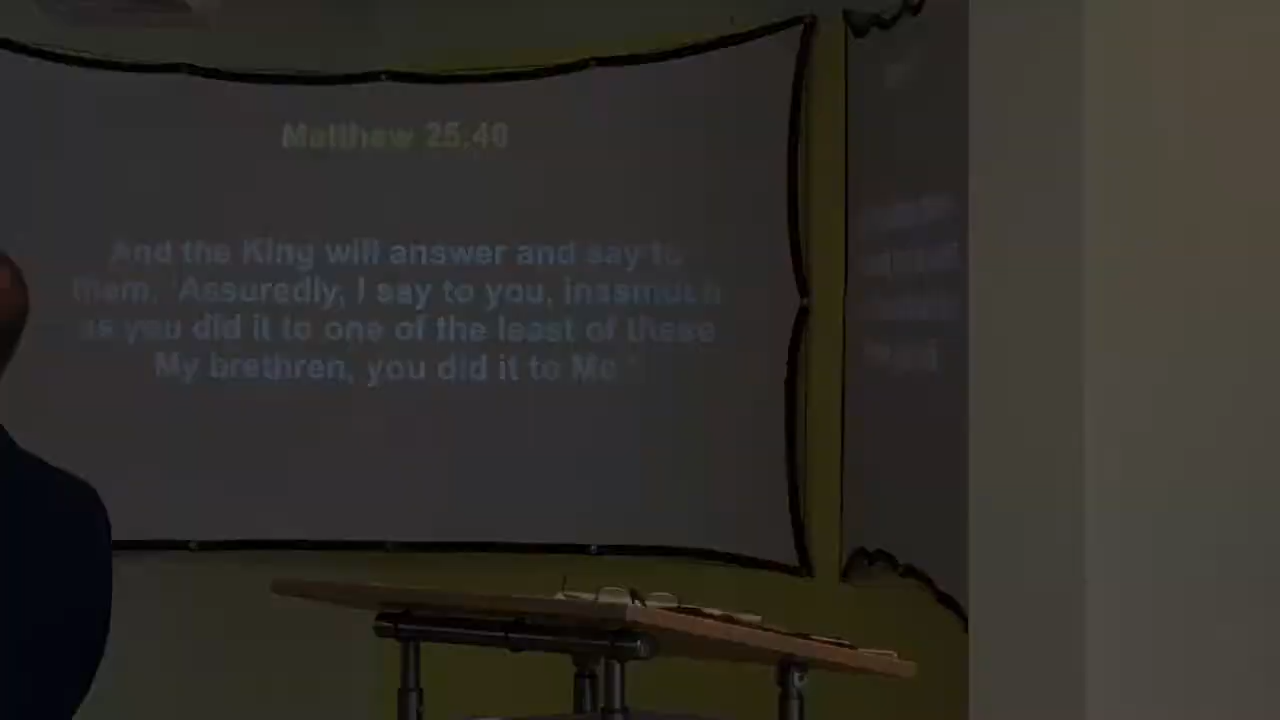 Matthew 25:40
And the King will answer and say to
them, 'Assuredly, I say to you, inasmuch
as you did it to one of the least of these
My brethren, you did it to Me.'